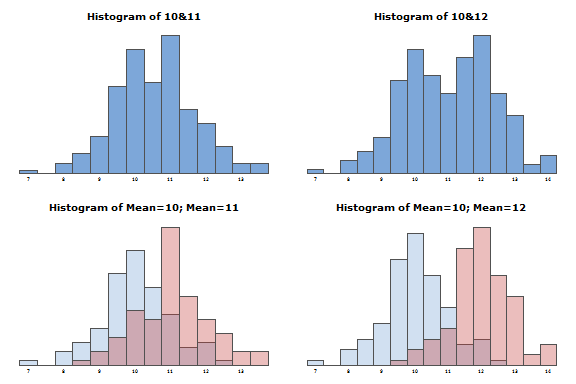 Histogram of 10&11
Histogram of 10&12
7 8 9 10 11 12 13
7 8 9 10 11 12 13 14
Histogram of Mean=10; Mean=11
Histogram of Mean=10; Mean=12
7 8 9 10 11 12 13
7 8 9 10 11 12 13 14